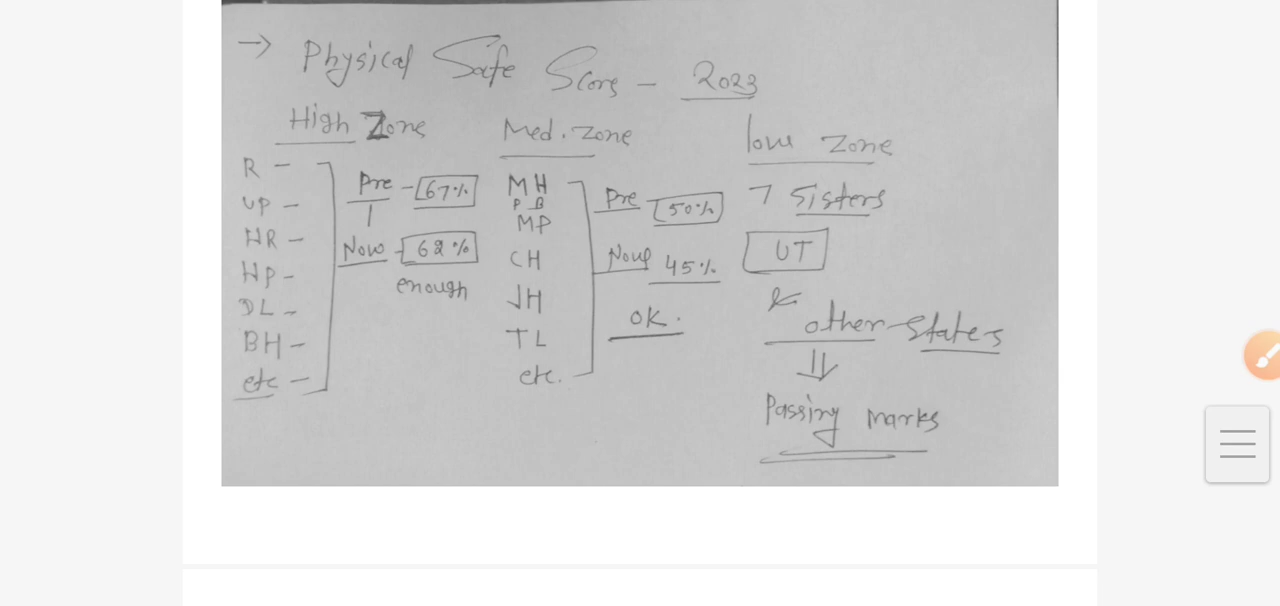 → Physical Safe Score - 2023
High Zone
R -
UP -
HR -
HP -
DL -
BH -
etc -
Pre - 67%
Now - 62%
enough
Med. Zone
MH
PB
MP
CH
JH
TL
etc.
Pre 50%
Now 45%
OK.
low zone
7 Sisters
UT
& other states
⇓
Passing marks